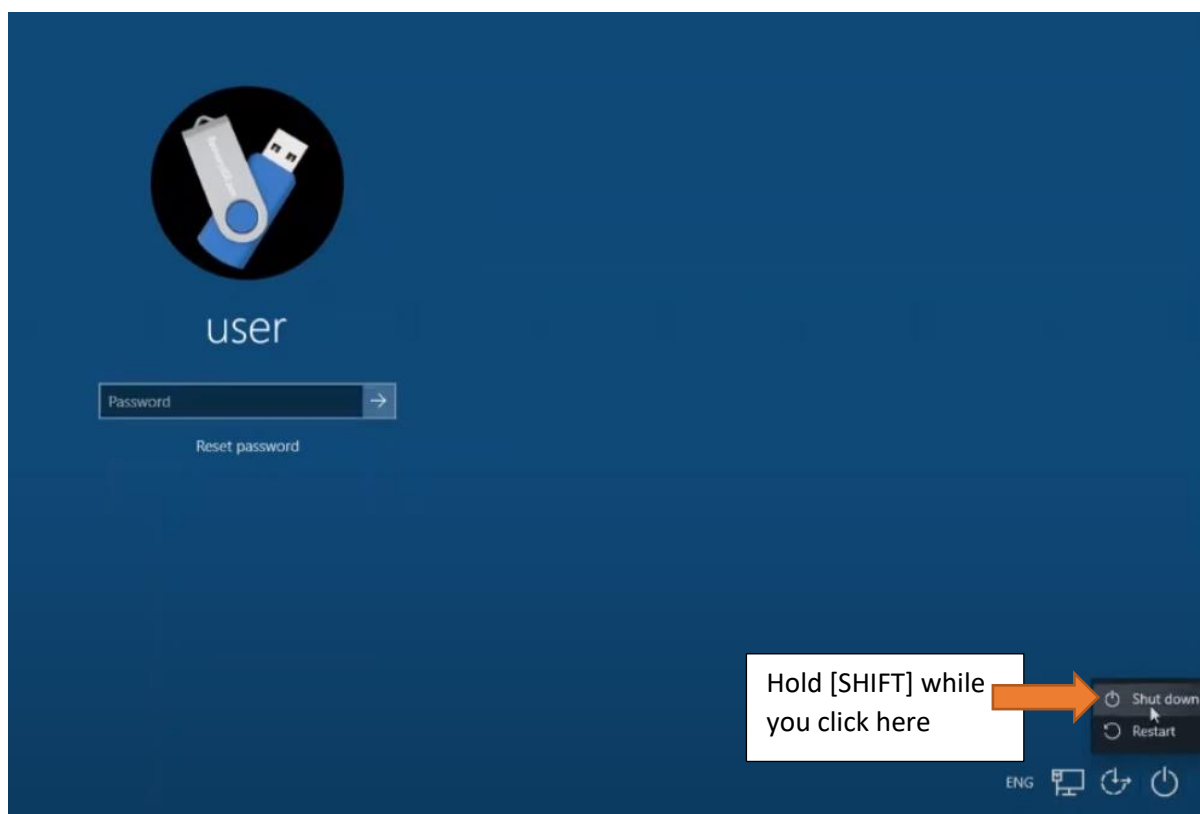 user
Password
Reset password
Hold [SHIFT] while
you click here
Shut down
Restart
ENG